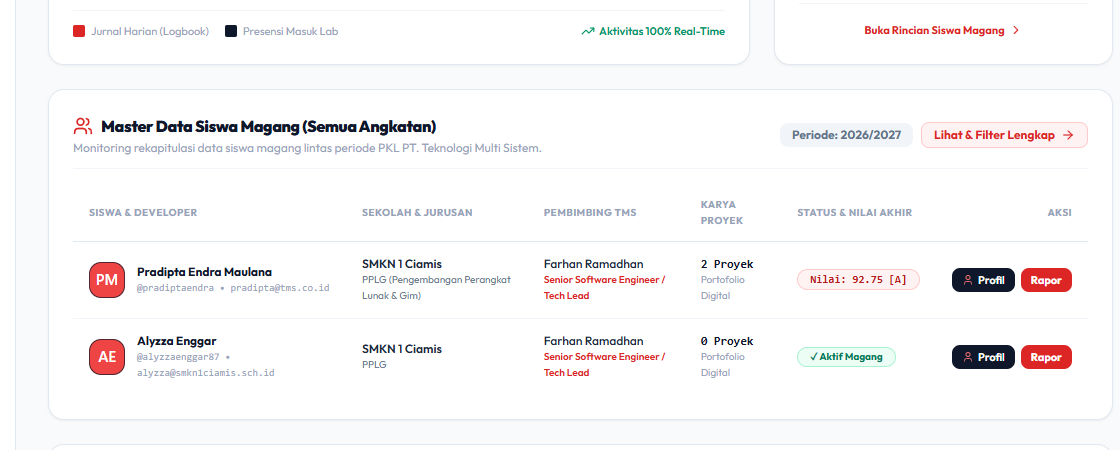 Jurnal Harian (Logbook)
Presensi Masuk Lab
Aktivitas 100% Real-Time
Buka Rincian Siswa Magang
Master Data Siswa Magang (Semua Angkatan)
Monitoring rekapitulasi data siswa magang lintas periode PKL PT. Teknologi Multi Sistem.
Periode: 2026/2027
Lihat & Filter Lengkap →
SISWA & DEVELOPER
SEKOLAH & JURUSAN
PEMBIMBING TMS
KARYA
PROYEK
STATUS & NILAI AKHIR
AKSI
PM
Pradipta Endra Maulana
@pradiptaendra • pradipta@tms.co.id
SMKN 1 Ciamis
PPLG (Pengembangan Perangkat
Lunak & Gim)
Farhan Ramadhan
Senior Software Engineer /
Tech Lead
2 Proyek
Portofolio
Digital
Nilai: 92.75 [A]
Profil
Rapor
AE
Alyzza Enggar
@alyzzaenggar87 •
alyzza@smkn1ciamis.sch.id
SMKN 1 Ciamis
PPLG
Farhan Ramadhan
Senior Software Engineer /
Tech Lead
0 Proyek
Portofolio
Digital
✓ Aktif Magang
Profil
Rapor